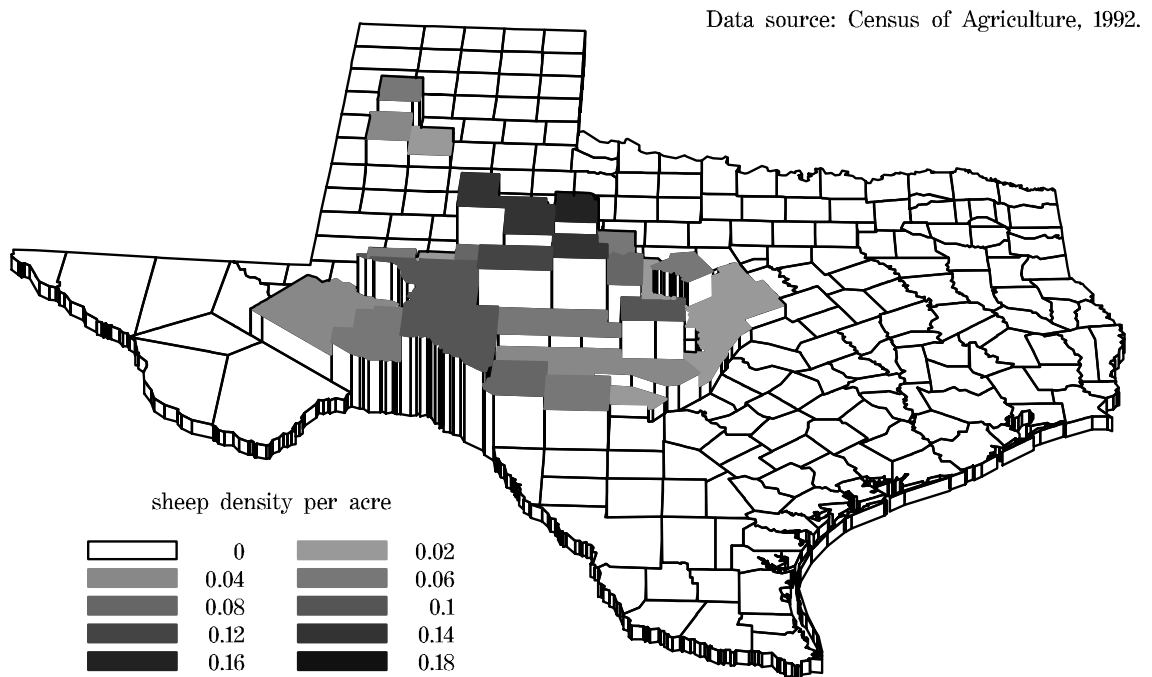 Data source: Census of Agriculture, 1992.
sheep density per acre
0 0.02
0.04 0.06
0.08 0.1
0.12 0.14
0.16 0.18